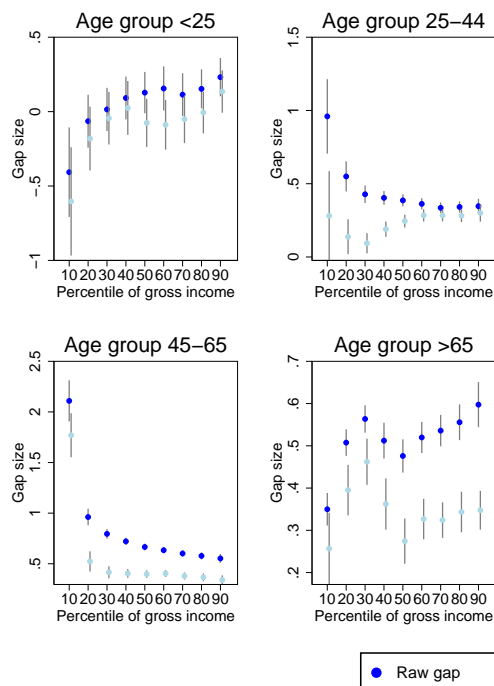 Age group <25
.5
0
−.5
−1
Gap size
10 20 30 40 50 60 70 80 90
Percentile of gross income
Age group 25−44
1.5
1
.5
0
Gap size
10 20 30 40 50 60 70 80 90
Percentile of gross income
Age group 45−65
2.5
2
1.5
1
.5
Gap size
10 20 30 40 50 60 70 80 90
Percentile of gross income
Age group >65
.7
.6
.5
.4
.3
.2
Gap size
10 20 30 40 50 60 70 80 90
Percentile of gross income
Raw gap